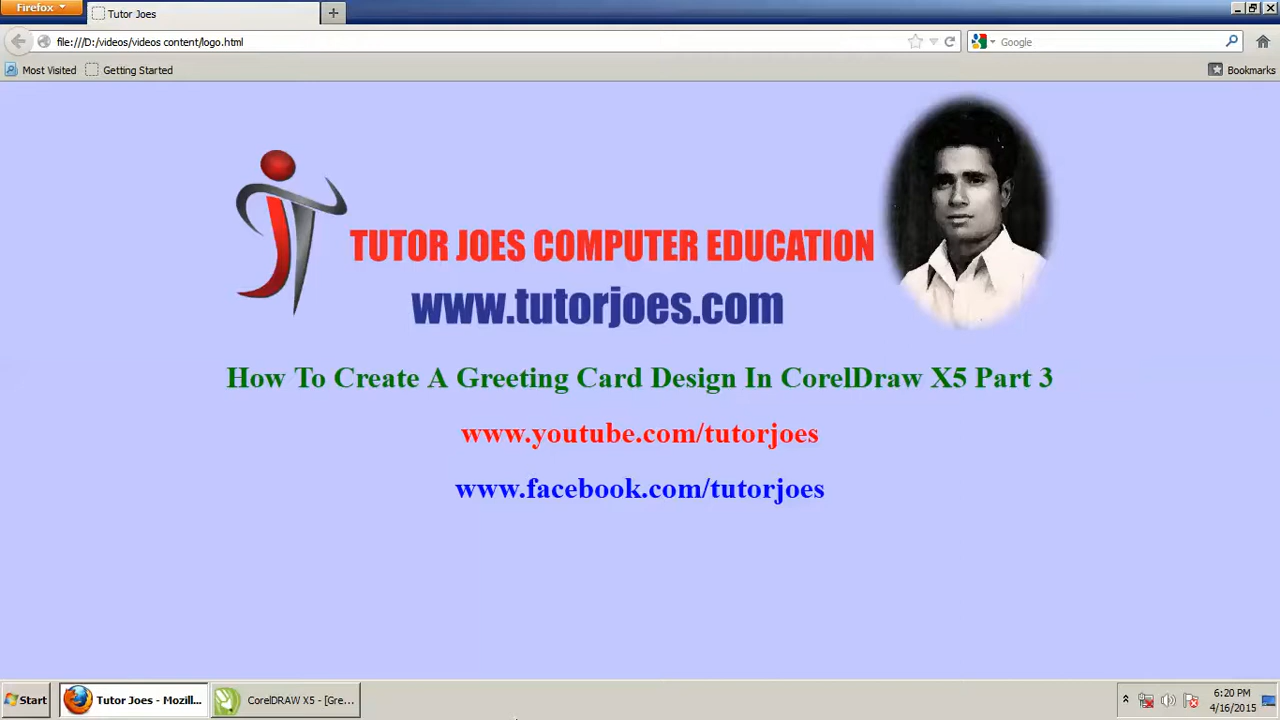 Firefox
Tutor Joes
file:///D:/videos/videos content/logo.html
Google
Most Visited
Getting Started
Bookmarks
TUTOR JOES COMPUTER EDUCATION
www.tutorjoes.com
How To Create A Greeting Card Design In CorelDraw X5 Part 3
www.youtube.com/tutorjoes
www.facebook.com/tutorjoes
Start
Tutor Joes - Mozill...
CorelDRAW X5 - [Gre...
6:20 PM
4/16/2015